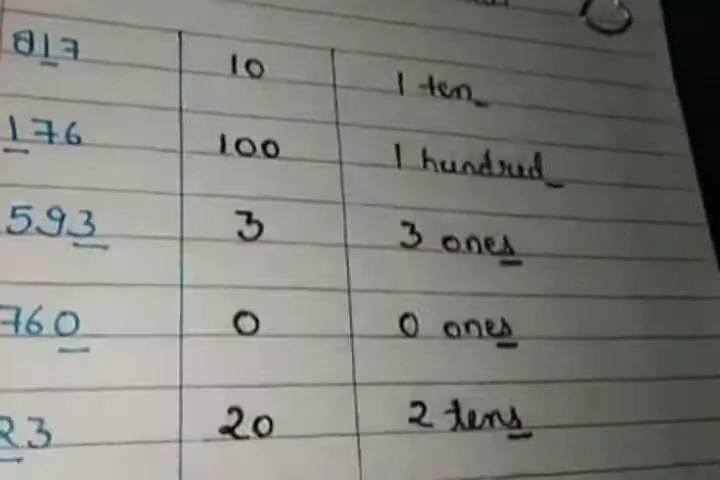 817 10 1 ten
176 100 1 hundred
593 3 3 ones
760 0 0 ones
23 20 2 tens